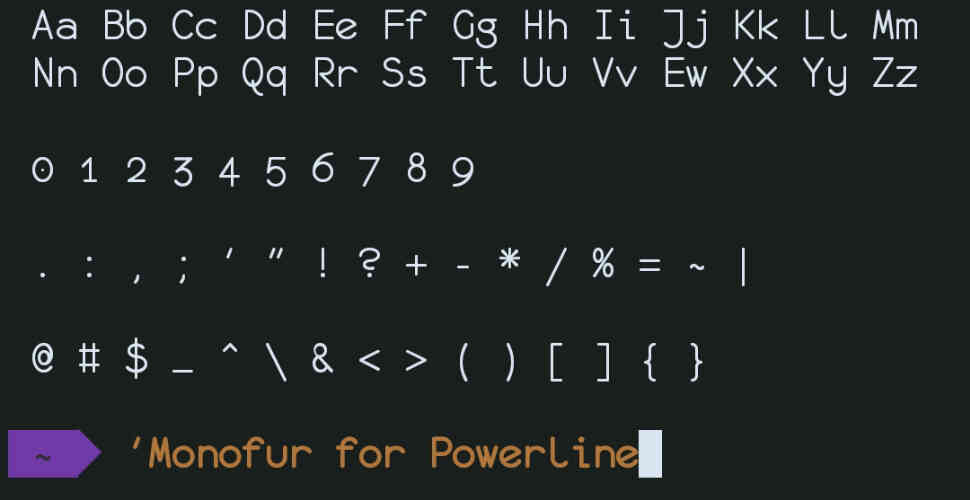 Aa Bb Cc Dd Ee Ff Gg Hh Ii Jj Kk Ll Mm
Nn Oo Pp Qq Rr Ss Tt Uu Vv Ew Xx Yy Zz
0 1 2 3 4 5 6 7 8 9
. : , ; ' " ! ? + - * / % = ~ |
@ # $ _ ^ \ & < > ( ) [ ] { }
~ 'Monofur for Powerline